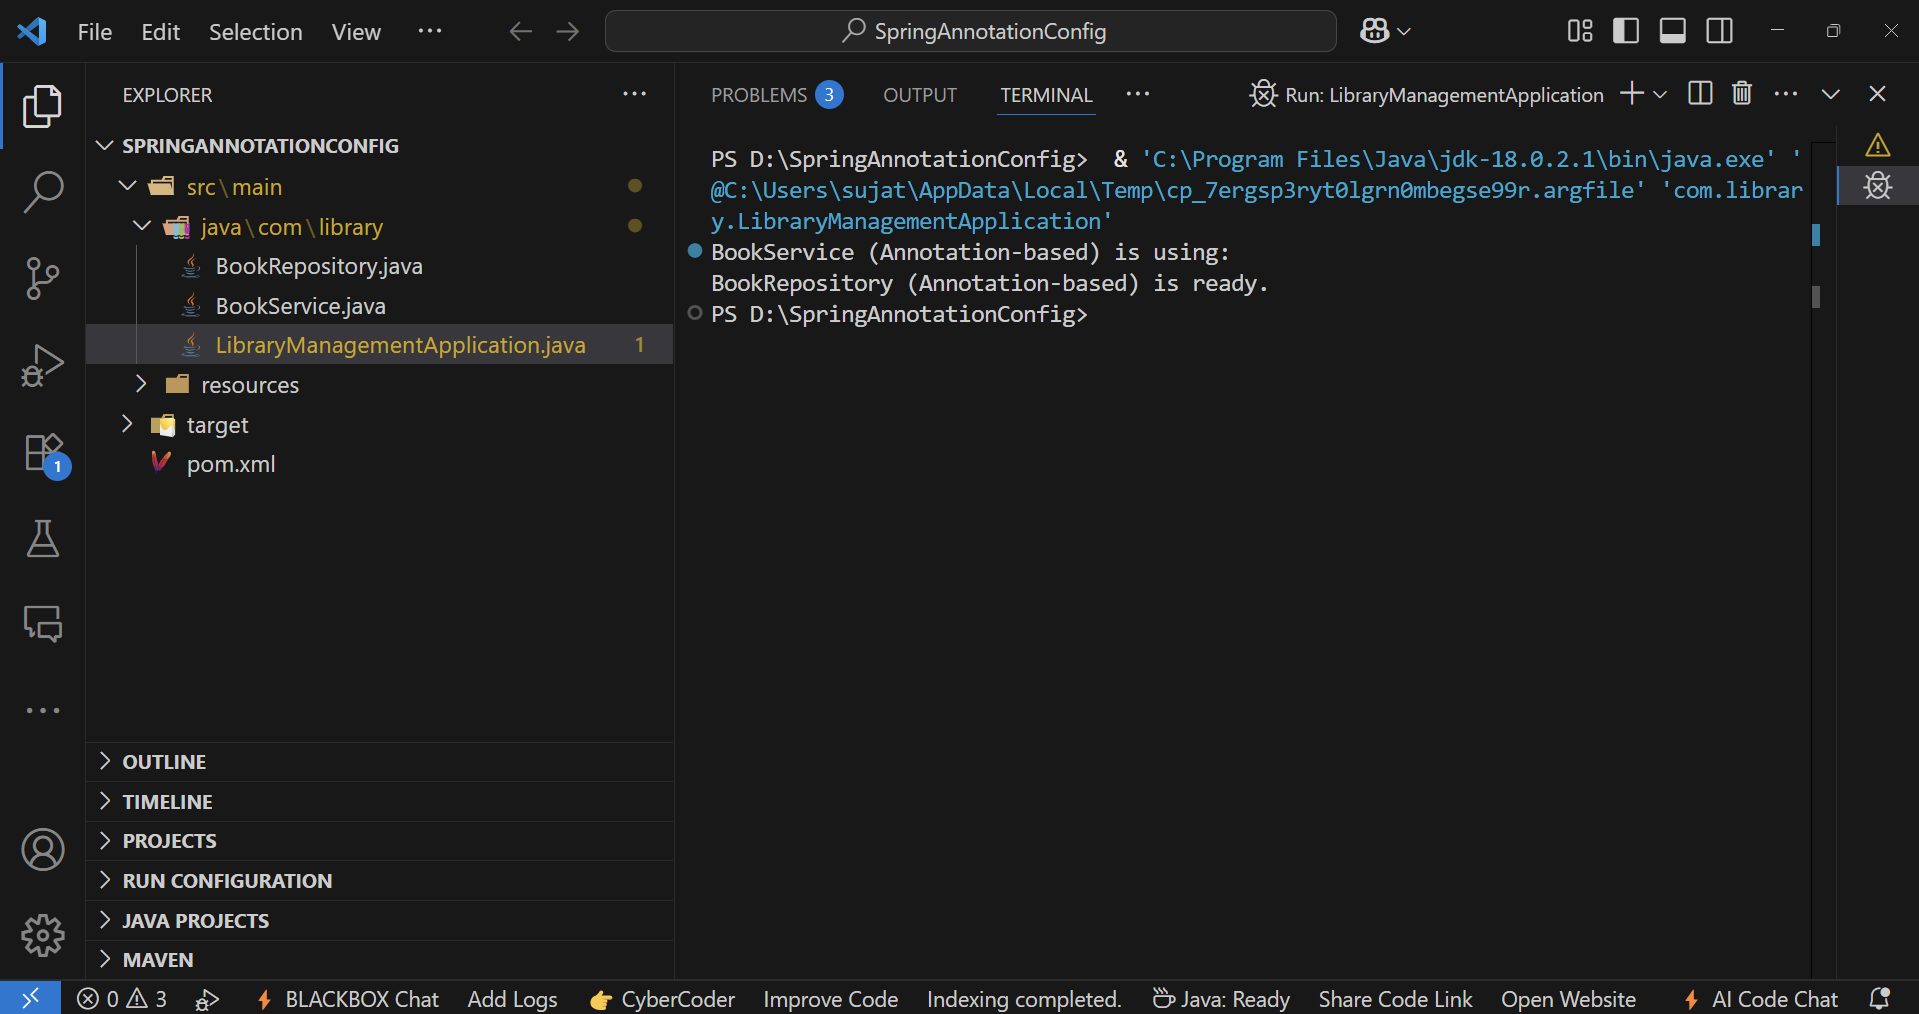 File Edit Selection View ···
SpringAnnotationConfig
EXPLORER
SPRINGANNOTATIONCONFIG
src\main
java\com\library
BookRepository.java
BookService.java
LibraryManagementApplication.java 1
resources
target
pom.xml
1
OUTLINE
TIMELINE
PROJECTS
RUN CONFIGURATION
JAVA PROJECTS
MAVEN
PROBLEMS 3 OUTPUT TERMINAL ··· Run: LibraryManagementApplication
PS D:\SpringAnnotationConfig>  & 'C:\Program Files\Java\jdk-18.0.2.1\bin\java.exe' '
@C:\Users\sujat\AppData\Local\Temp\cp_7ergsp3ryt0lgrn0mbegse99r.argfile' 'com.librar
y.LibraryManagementApplication'
BookService (Annotation-based) is using:
BookRepository (Annotation-based) is ready.
PS D:\SpringAnnotationConfig>
0 3 BLACKBOX Chat Add Logs 👉 CyberCoder Improve Code Indexing completed. Java: Ready Share Code Link Open Website AI Code Chat